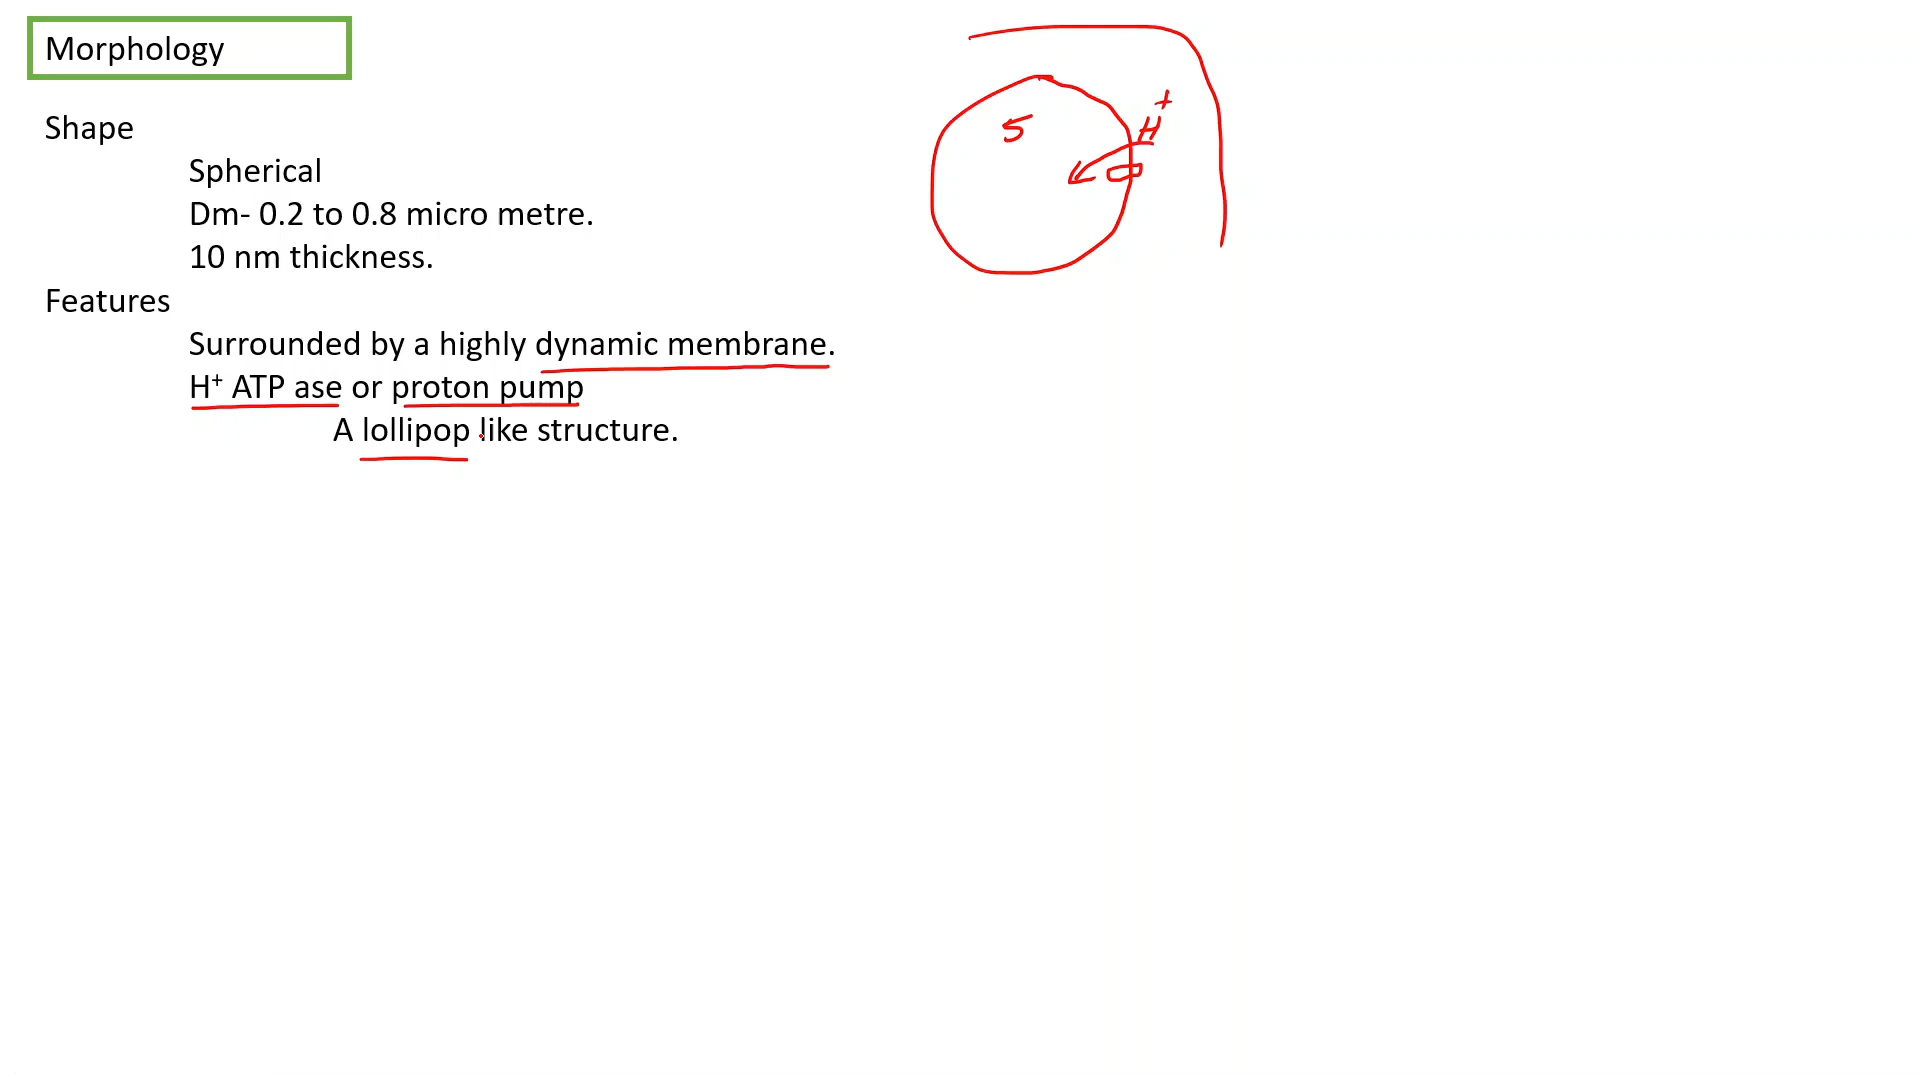 Morphology
Shape
Spherical
Dm- 0.2 to 0.8 micro metre.
10 nm thickness.
Features
Surrounded by a highly dynamic membrane.
H⁺ ATP ase or proton pump
A lollipop like structure.
5
H⁺